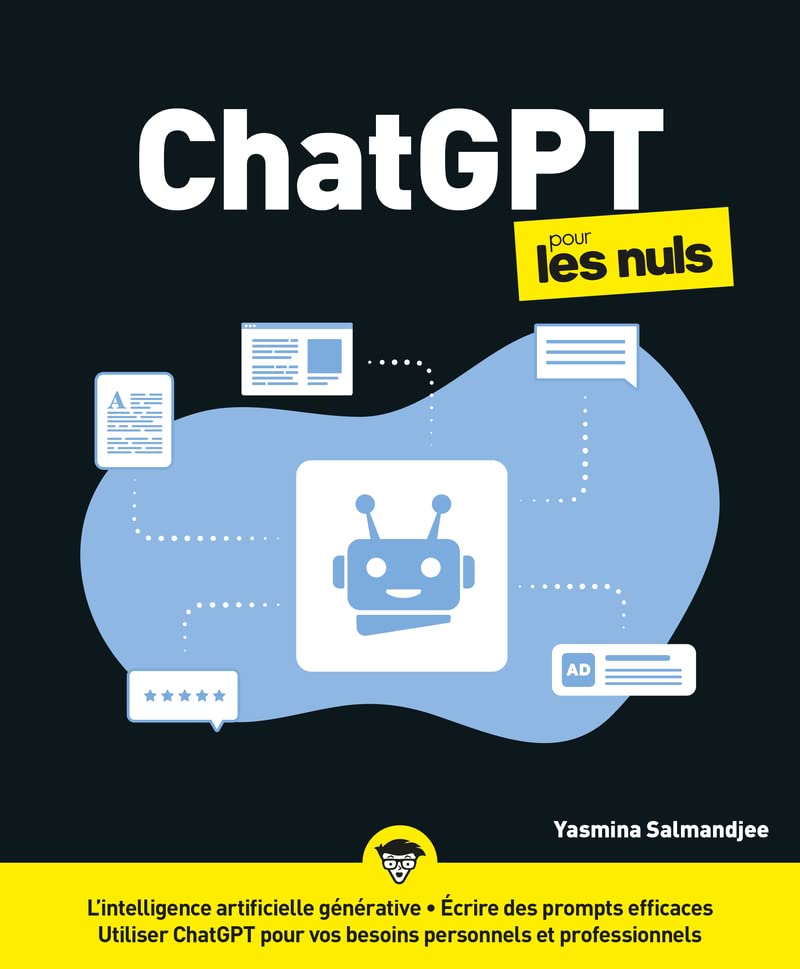 ChatGPT
pour
les nuls
A
AD
Yasmina Salmandjee
L'intelligence artificielle générative • Écrire des prompts efficaces
Utiliser ChatGPT pour vos besoins personnels et professionnels